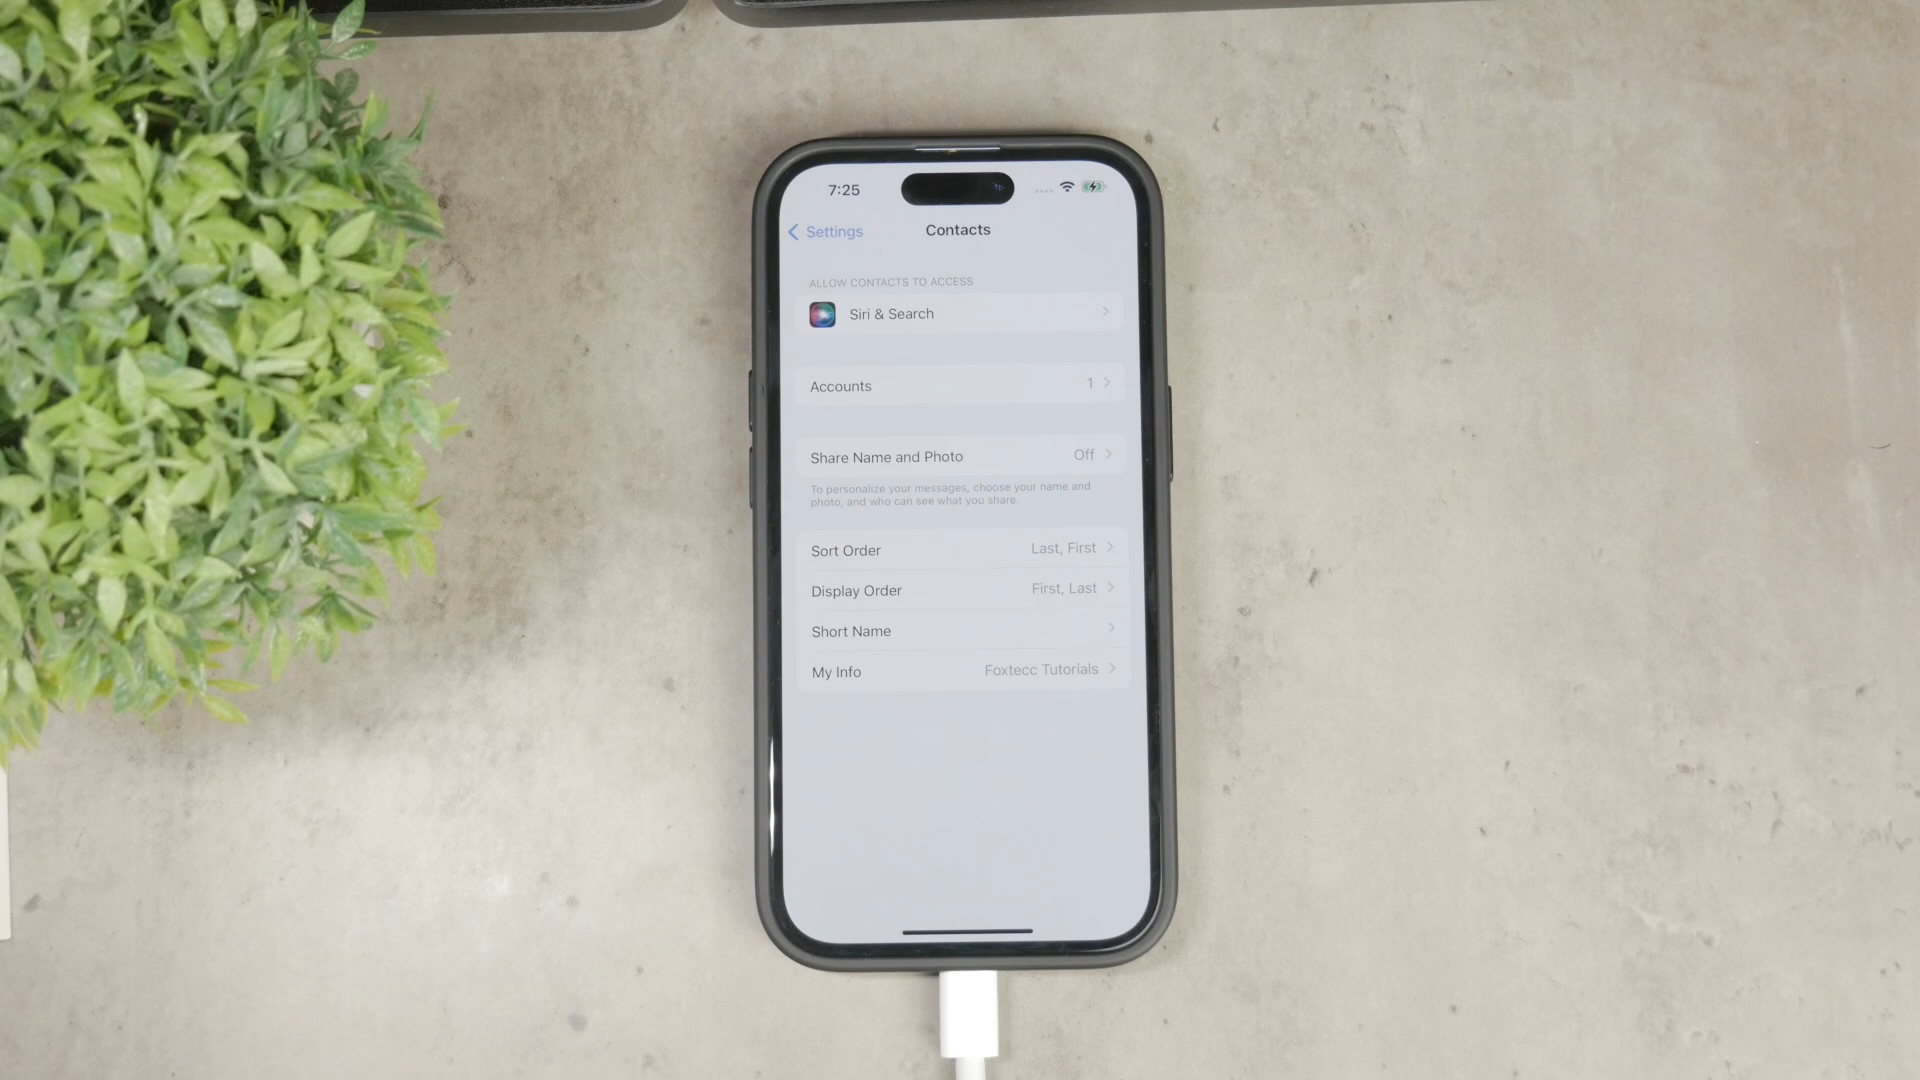 7:25
Settings
Contacts
ALLOW CONTACTS TO ACCESS
Siri & Search
Accounts 1
Share Name and Photo Off
To personalize your messages, choose your name and
photo, and who can see what you share.
Sort Order Last, First
Display Order First, Last
Short Name
My Info Foxtecc Tutorials